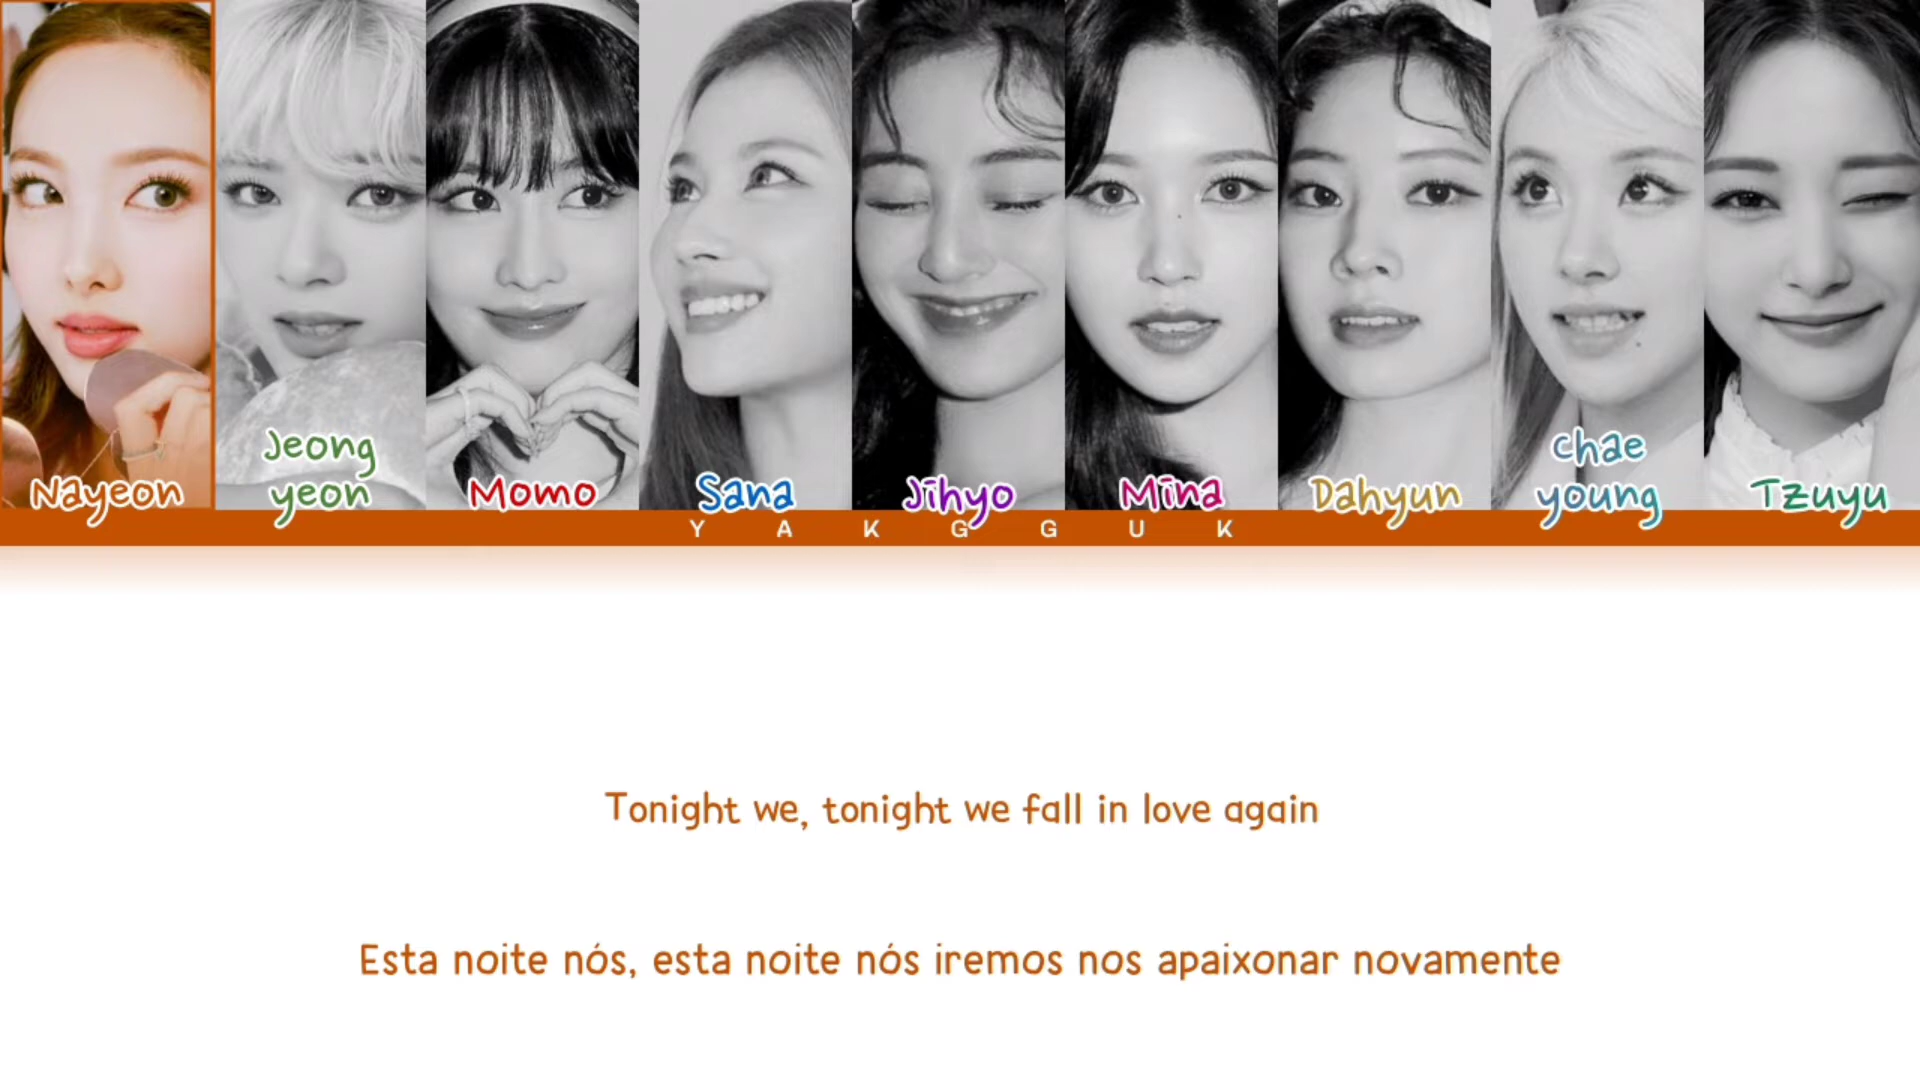 Nayeon
Jeong
yeon
Momo
Sana
Jihyo
Mina
Dahyun
chae
young
Tzuyu
YAKGGUK
Tonight we, tonight we fall in love again
Esta noite nós, esta noite nós iremos nos apaixonar novamente